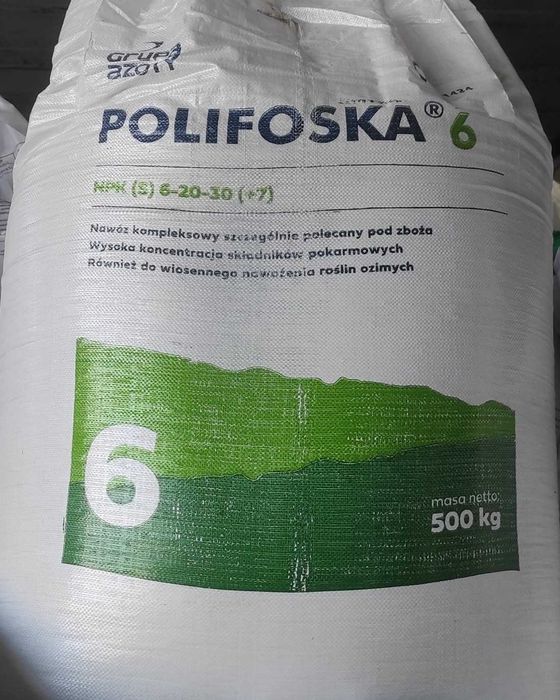 Grupa
azoty
POLIFOSKA® 6
NPK (S) 6-20-30 (+7)
Nawóz kompleksowy szczególnie polecany pod zboża
Wysoka koncentracja składników pokarmowych
Również do wiosennego nawożenia roślin ozimych
6
masa netto:
500 kg